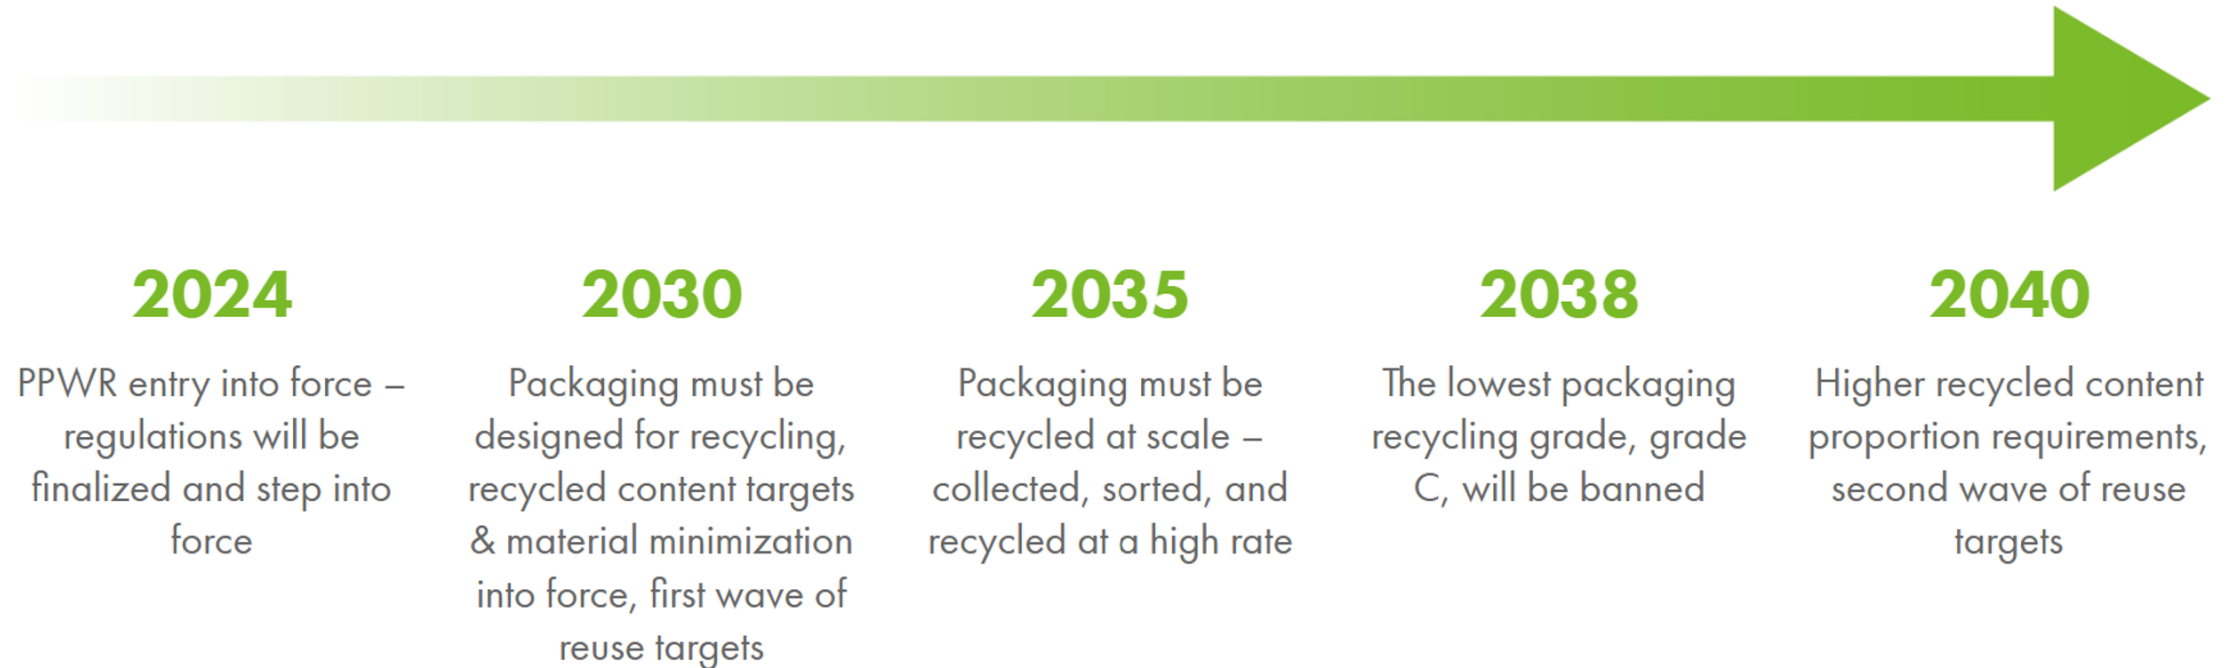 2024
PPWR entry into force –
regulations will be
finalized and step into
force
2030
Packaging must be
designed for recycling,
recycled content targets
& material minimization
into force, first wave of
reuse targets
2035
Packaging must be
recycled at scale –
collected, sorted, and
recycled at a high rate
2038
The lowest packaging
recycling grade, grade
C, will be banned
2040
Higher recycled content
proportion requirements,
second wave of reuse
targets